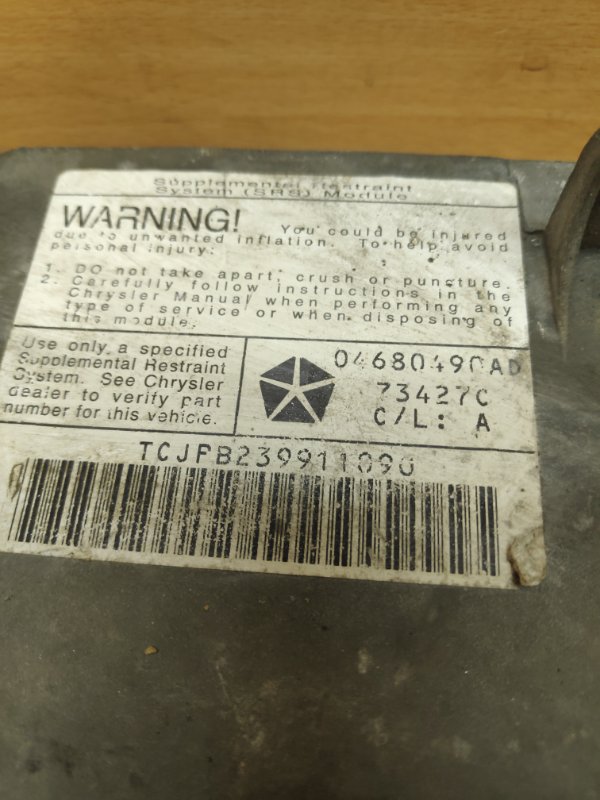 Supplemental Restraint
System (SRS) Module
WARNING! You could be injured
due to unwanted inflation. To help avoid
personal injury:
1. DO not take apart, crush or puncture.
2. Carefully follow instructions in the
Chrysler Manual when performing any
type of service or when disposing of
this module.
Use only a specified
Supplemental Restraint
System. See Chrysler
dealer to verify part
number for this vehicle.
04680490AD
73427C
C/L: A
TCJFB239911090